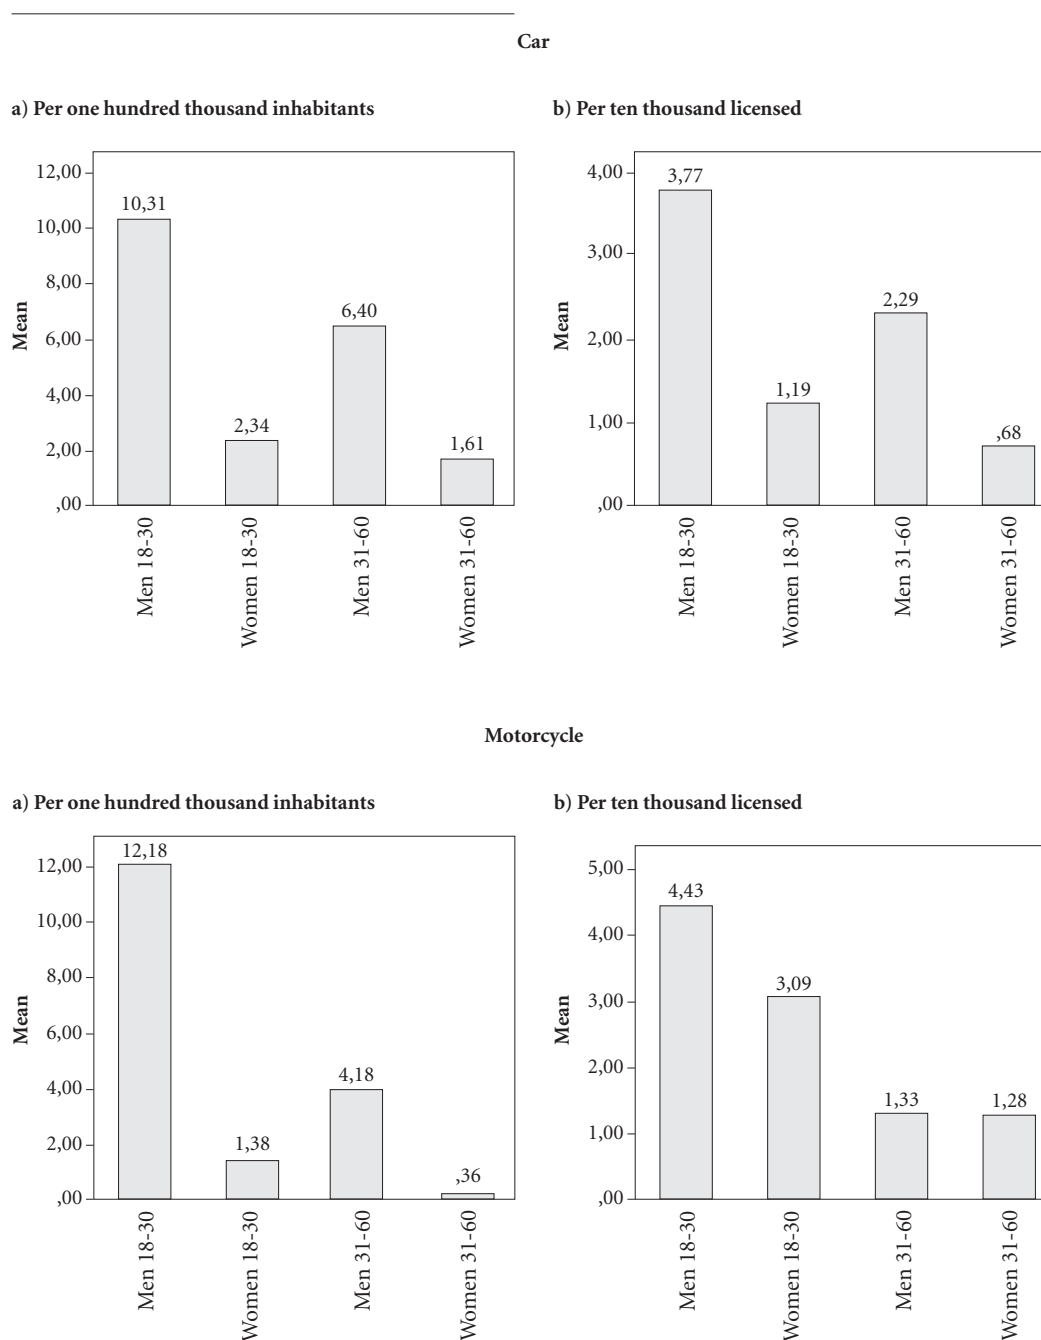 Car
a) Per one hundred thousand inhabitants
Mean
12,00
10,00
8,00
6,00
4,00
2,00
,00
10,31
2,34
6,40
1,61
Men 18-30
Women 18-30
Men 31-60
Women 31-60
b) Per ten thousand licensed
Mean
4,00
3,00
2,00
1,00
,00
3,77
1,19
2,29
,68
Men 18-30
Women 18-30
Men 31-60
Women 31-60
Motorcycle
a) Per one hundred thousand inhabitants
Mean
12,00
10,00
8,00
6,00
4,00
2,00
,00
12,18
1,38
4,18
,36
Men 18-30
Women 18-30
Men 31-60
Women 31-60
b) Per ten thousand licensed
Mean
5,00
4,00
3,00
2,00
1,00
,00
4,43
3,09
1,33
1,28
Men 18-30
Women 18-30
Men 31-60
Women 31-60